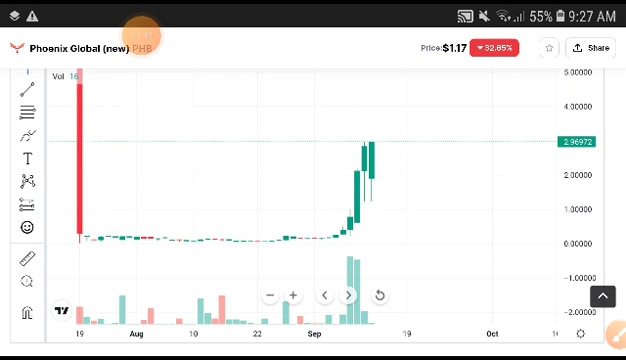 55% 9:27 AM
Phoenix Global (new) PHB
Price:$1.17 ▼32.65%
Share
Vol 16
5.00000
4.00000
2.96972
2.00000
1.00000
0.00000
-1.00000
-2.00000
T
19 Aug 10 22 Sep 19 Oct